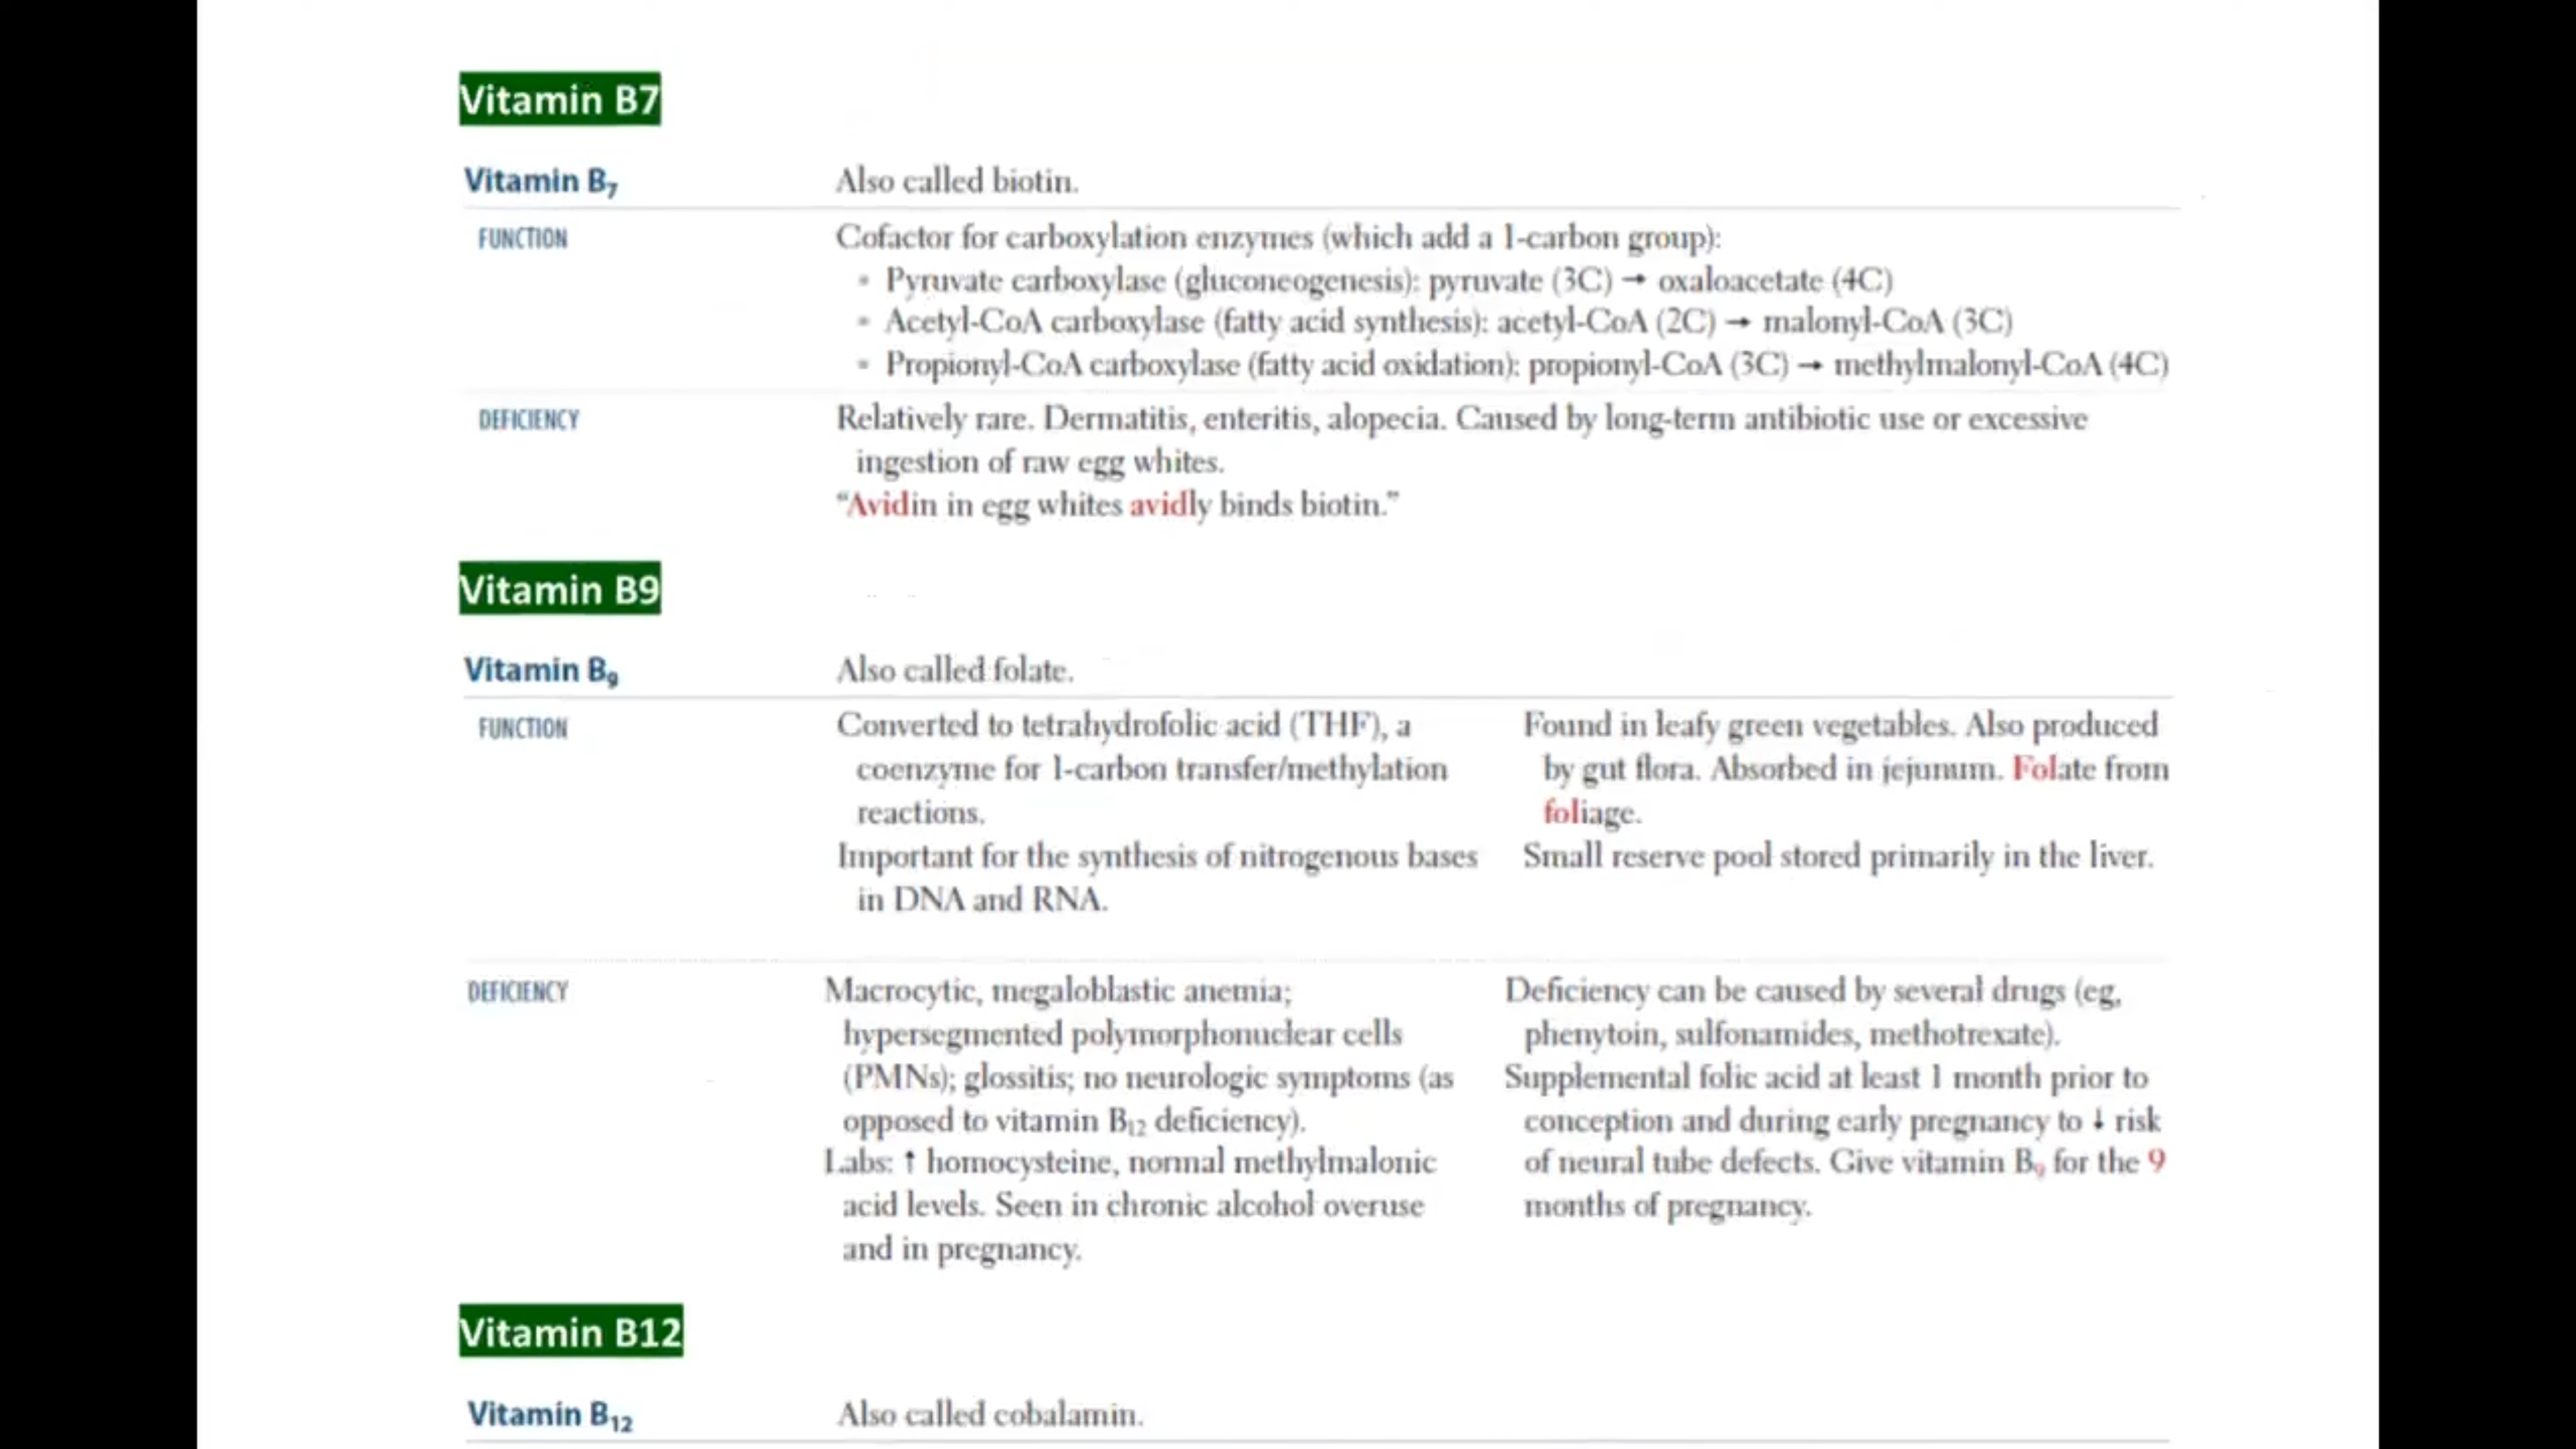 Vitamin B7
Vitamin B₇ Also called biotin.
FUNCTION Cofactor for carboxylation enzymes (which add a 1-carbon group):
• Pyruvate carboxylase (gluconeogenesis): pyruvate (3C) → oxaloacetate (4C)
• Acetyl-CoA carboxylase (fatty acid synthesis): acetyl-CoA (2C) → malonyl-CoA (3C)
• Propionyl-CoA carboxylase (fatty acid oxidation): propionyl-CoA (3C) → methylmalonyl-CoA (4C)
DEFICIENCY Relatively rare. Dermatitis, enteritis, alopecia. Caused by long-term antibiotic use or excessive
ingestion of raw egg whites.
“Avidin in egg whites avidly binds biotin.”
Vitamin B9
Vitamin B₉ Also called folate.
FUNCTION
Converted to tetrahydrofolic acid (THF), a
coenzyme for 1-carbon transfer/methylation
reactions.
Important for the synthesis of nitrogenous bases
in DNA and RNA.
Found in leafy green vegetables. Also produced
by gut flora. Absorbed in jejunum. Folate from
foliage.
Small reserve pool stored primarily in the liver.
DEFICIENCY
Macrocytic, megaloblastic anemia;
hypersegmented polymorphonuclear cells
(PMNs); glossitis; no neurologic symptoms (as
opposed to vitamin B₁₂ deficiency).
Labs: ↑ homocysteine, normal methylmalonic
acid levels. Seen in chronic alcohol overuse
and in pregnancy.
Deficiency can be caused by several drugs (eg,
phenytoin, sulfonamides, methotrexate).
Supplemental folic acid at least 1 month prior to
conception and during early pregnancy to ↓ risk
of neural tube defects. Give vitamin B₉ for the 9
months of pregnancy.
Vitamin B12
Vitamin B₁₂ Also called cobalamin.